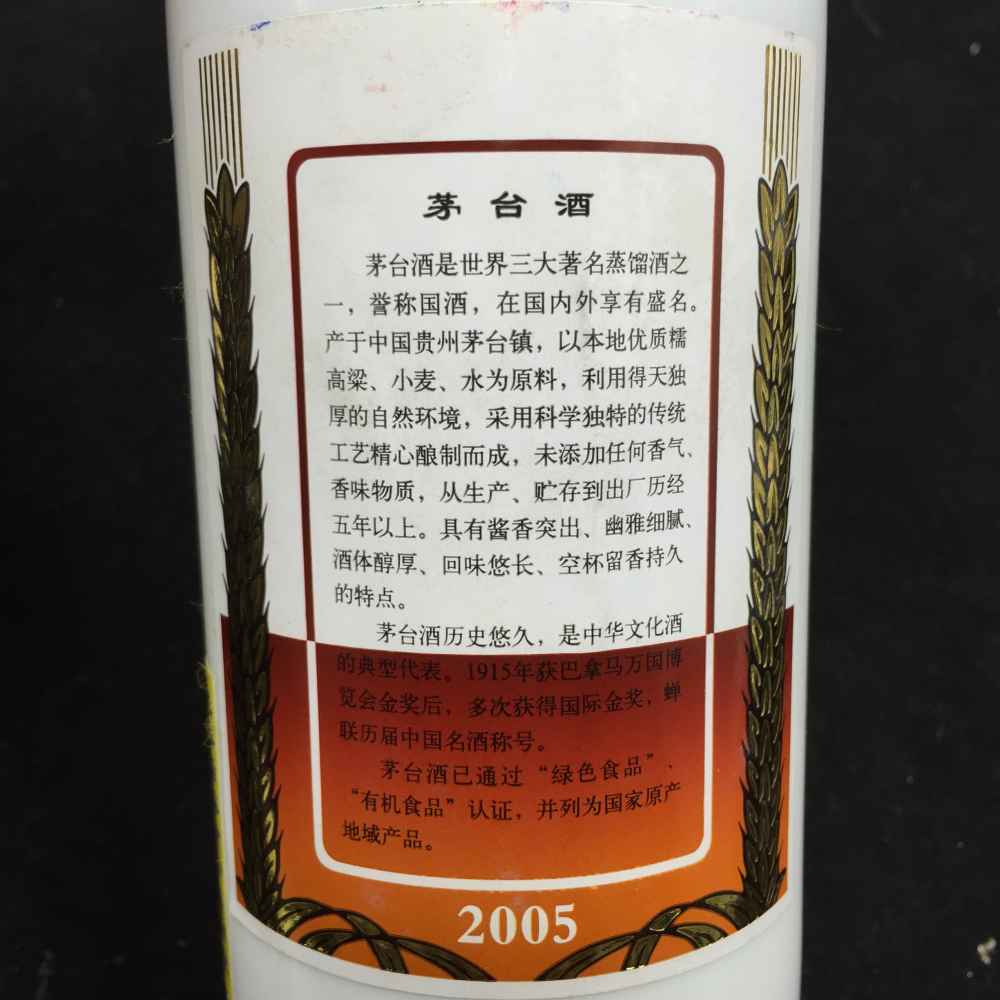 茅台酒
茅台酒是世界三大著名蒸馏酒之
一，誉称国酒，在国内外享有盛名。
产于中国贵州茅台镇，以本地优质糯
高粱、小麦、水为原料，利用得天独
厚的自然环境，采用科学独特的传统
工艺精心酿制而成，未添加任何香气、
香味物质，从生产、贮存到出厂历经
五年以上。具有酱香突出、幽雅细腻、
酒体醇厚、回味悠长、空杯留香持久
的特点。
茅台酒历史悠久，是中华文化酒
的典型代表。1915年获巴拿马万国博
览会金奖后，多次获得国际金奖，蝉
联历届中国名酒称号。
茅台酒已通过“绿色食品”、
“有机食品”认证，并列为国家原产
地域产品。
2005